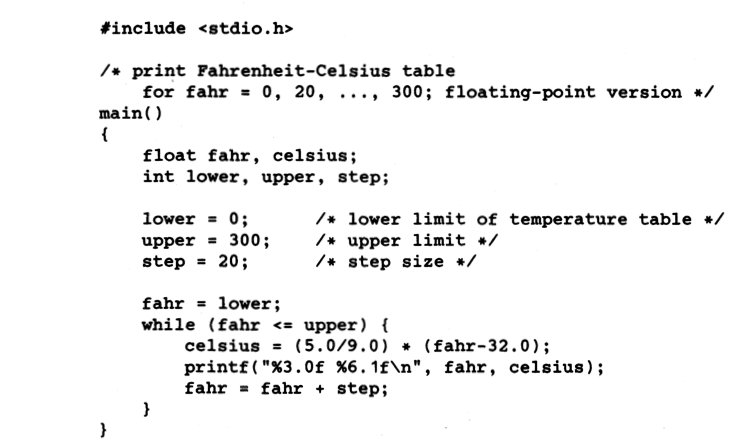 #include <stdio.h>

/* print Fahrenheit-Celsius table
    for fahr = 0, 20, ..., 300; floating-point version */
main()
{
    float fahr, celsius;
    int lower, upper, step;

    lower = 0;      /* lower limit of temperature table */
    upper = 300;    /* upper limit */
    step = 20;      /* step size */

    fahr = lower;
    while (fahr <= upper) {
        celsius = (5.0/9.0) * (fahr-32.0);
        printf("%3.0f %6.1f\n", fahr, celsius);
        fahr = fahr + step;
    }
}